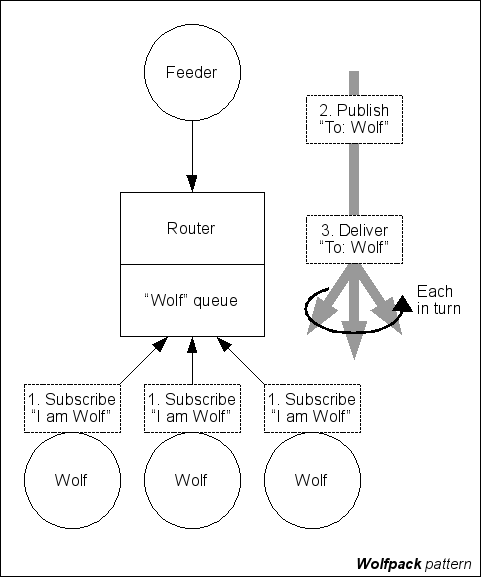 Feeder
2. Publish
“To: Wolf”
Router
3. Deliver
“To: Wolf”
“Wolf” queue
Each
in turn
1. Subscribe
“I am Wolf”
1. Subscribe
“I am Wolf”
1. Subscribe
“I am Wolf”
Wolf
Wolf
Wolf
Wolfpack pattern